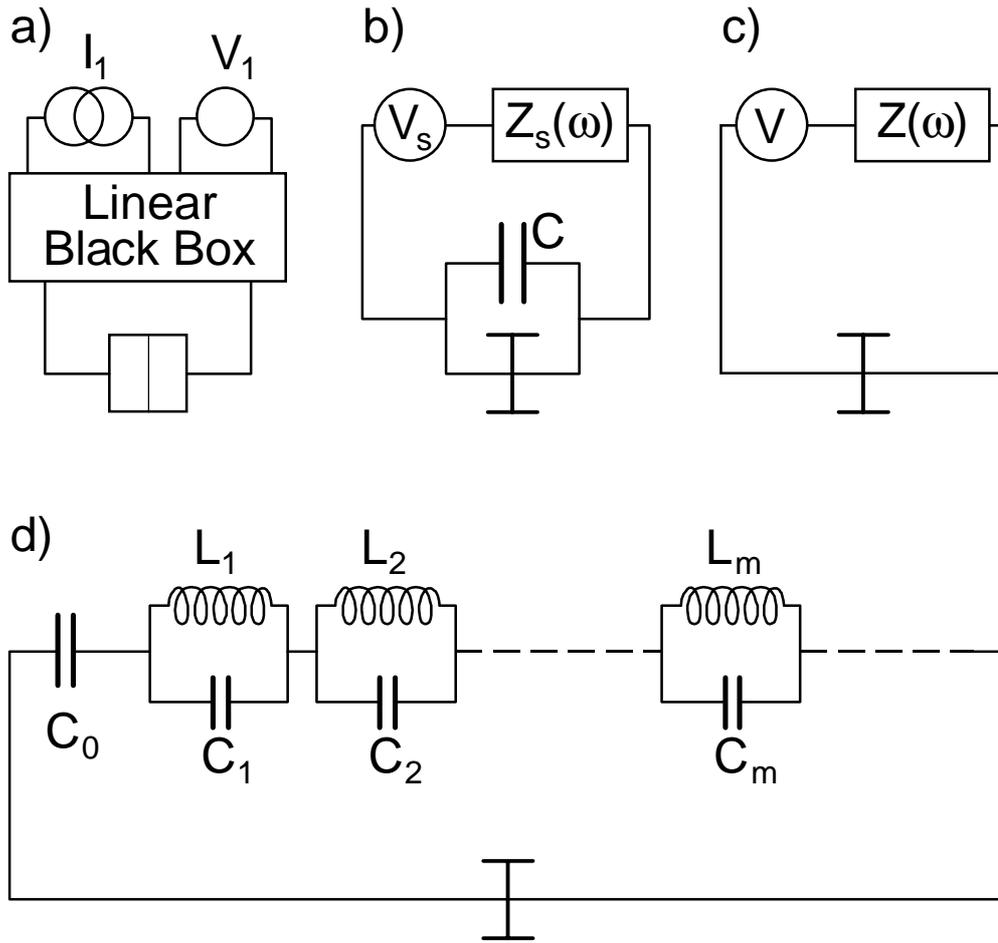 a)
I₁ V₁
Linear
Black Box
b)
Vₛ Zₛ(ω)
C
c)
V Z(ω)
d)
L₁ L₂ Lₘ
C₀ C₁ C₂ Cₘ